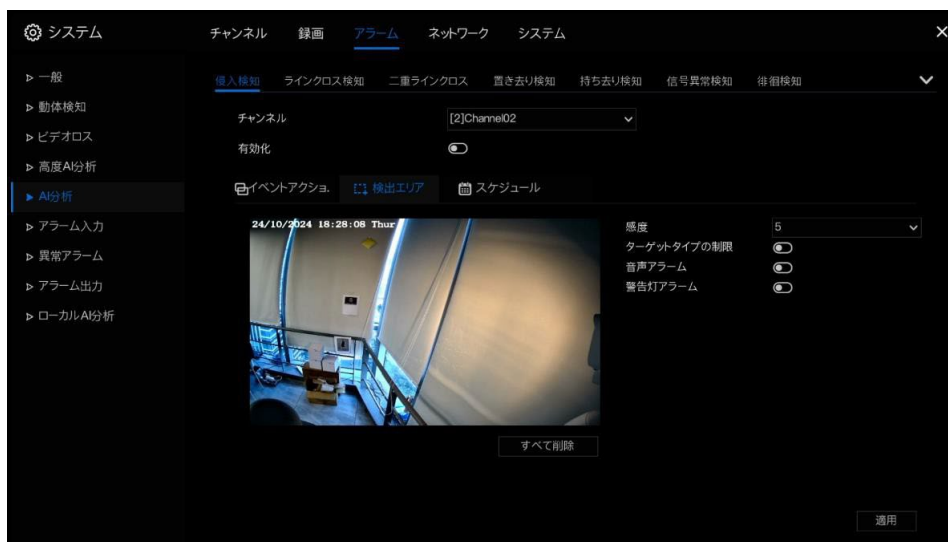 システム
チャンネル 録画 アラーム ネットワーク システム
一般
動体検知
ビデオロス
高度AI分析
AI分析
アラーム入力
異常アラーム
アラーム出力
ローカルAI分析
侵入検知 ラインクロス検知 二重ラインクロス 置き去り検知 持ち去り検知 信号異常検知 徘徊検知
チャンネル [2]Channel02
有効化
イベントアクショ. 検出エリア スケジュール
24/10/2024 18:28:08 Thur
感度 5
ターゲットタイプの制限
音声アラーム
警告灯アラーム
すべて削除
適用